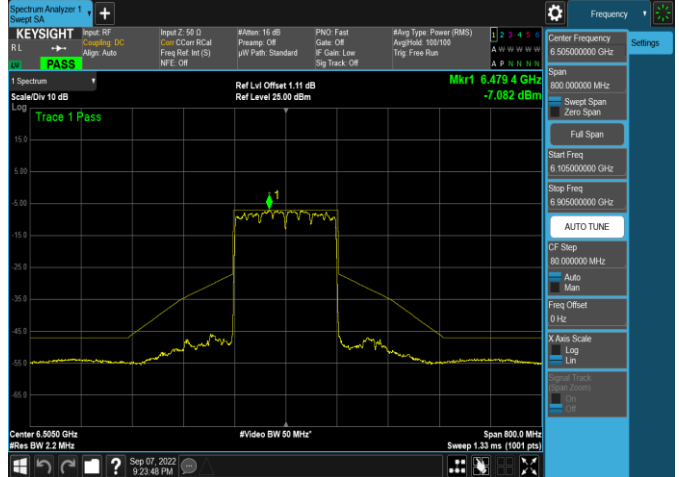 Spectrum Analyzer 1
Swept SA
+
Frequency
KEYSIGHT
RL
LV
PASS
Input: RF
Coupling: DC
Align: Auto
Input Z: 50 Ω
Corr CCorr RCal
Freq Ref: Int (S)
NFE: Off
#Atten: 16 dB
Preamp: Off
µW Path: Standard
PNO: Fast
Gate: Off
IF Gain: Low
Sig Track: Off
#Avg Type: Power (RMS)
Avg|Hold: 100/100
Trig: Free Run
1 2 3 4 5 6
A W W W W W
A P N N N N
1 Spectrum
Scale/Div 10 dB
Ref Lvl Offset 1.11 dB
Ref Level 25.00 dBm
Mkr1 6.479 4 GHz
-7.082 dBm
Log
Trace 1 Pass
15.0
5.00
-5.00
-15.0
-25.0
-35.0
-45.0
-55.0
-65.0
1
Center 6.5050 GHz
#Res BW 2.2 MHz
#Video BW 50 MHz*
Span 800.0 MHz
Sweep 1.33 ms (1001 pts)
Sep 07, 2022
9:23:48 PM
?
Center Frequency
6.505000000 GHz
Settings
Span
800.000000 MHz
Swept Span
Zero Span
Full Span
Start Freq
6.105000000 GHz
Stop Freq
6.905000000 GHz
AUTO TUNE
CF Step
80.000000 MHz
Auto
Man
Freq Offset
0 Hz
X Axis Scale
Log
Lin
Signal Track
(Span Zoom)
On
Off